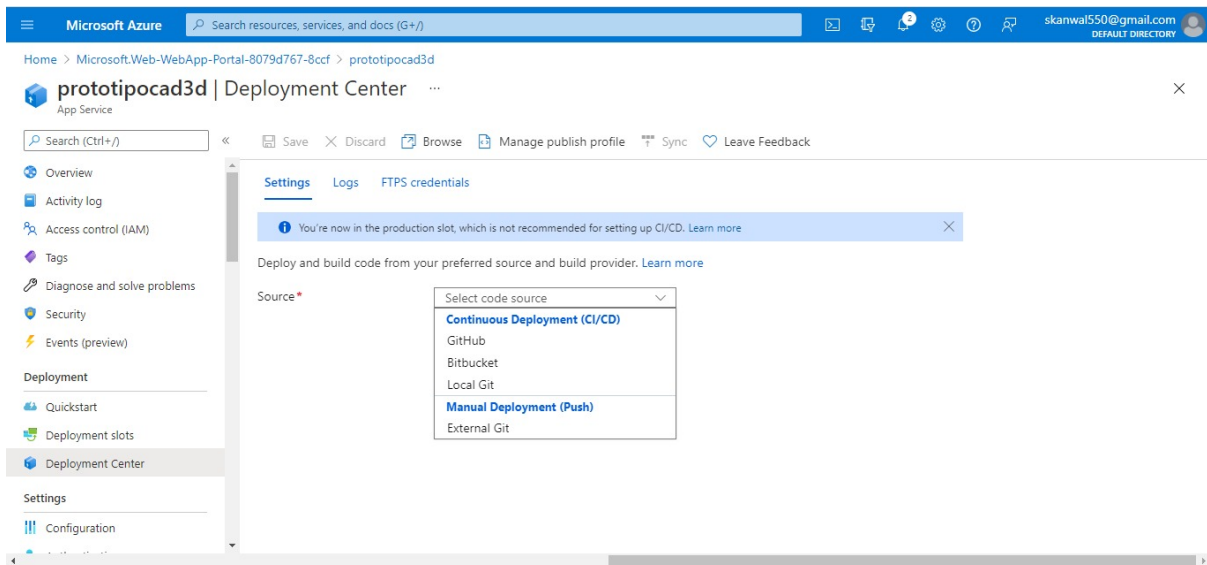 Microsoft Azure
Search resources, services, and docs (G+/)
2
skanwal550@gmail.com
DEFAULT DIRECTORY
Home > Microsoft.Web-WebApp-Portal-8079d767-8ccf > prototipocad3d
prototipocad3d | Deployment Center ...
App Service
Search (Ctrl+/)
«
Save
Discard
Browse
Manage publish profile
Sync
Leave Feedback
Overview
Activity log
Access control (IAM)
Tags
Diagnose and solve problems
Security
Events (preview)
Deployment
Quickstart
Deployment slots
Deployment Center
Settings
Configuration
Settings
Logs
FTPS credentials
You're now in the production slot, which is not recommended for setting up CI/CD. Learn more
Deploy and build code from your preferred source and build provider. Learn more
Source*
Select code source
Continuous Deployment (CI/CD)
GitHub
Bitbucket
Local Git
Manual Deployment (Push)
External Git